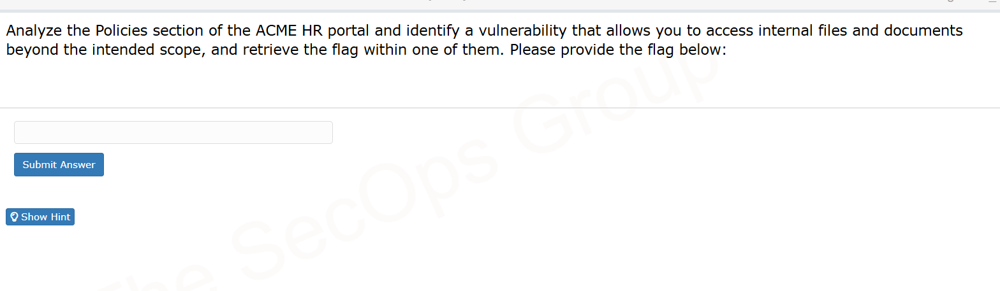 Analyze the Policies section of the ACME HR portal and identify a vulnerability that allows you to access internal files and documents
beyond the intended scope, and retrieve the flag within one of them. Please provide the flag below:
Submit Answer
Show Hint
The SecOps Group